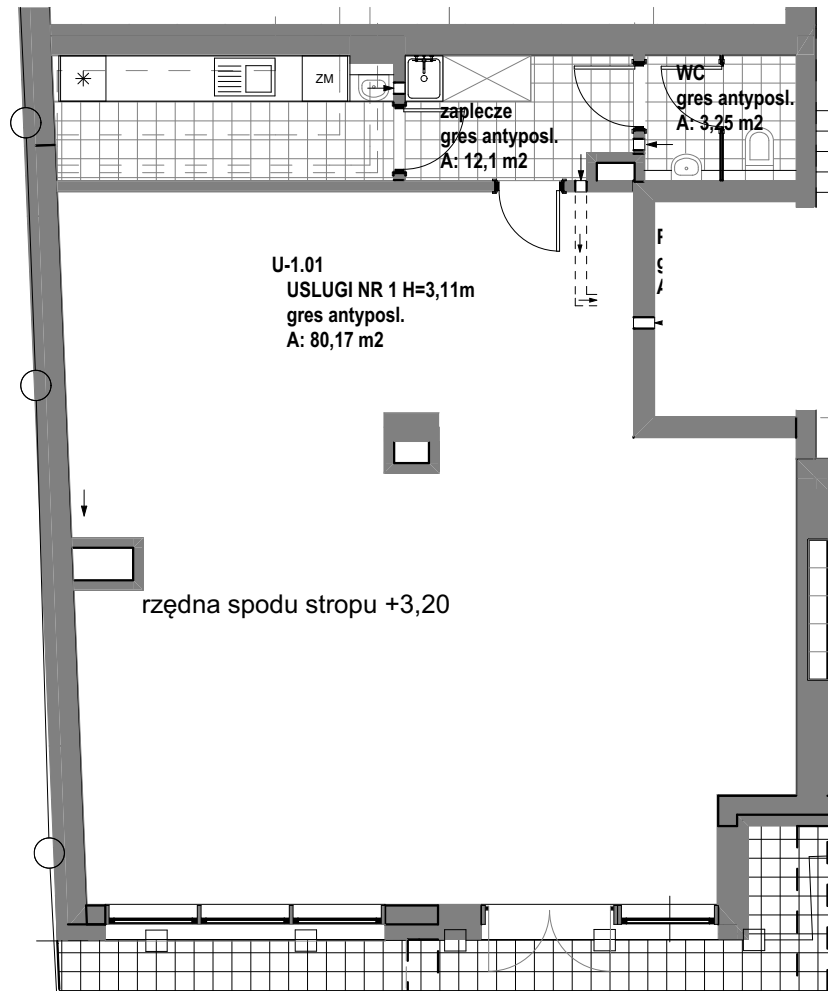 ZM
WC
gres antyposl.
A: 3,25 m2
zaplecze
gres antyposl.
A: 12,1 m2
U-1.01
USLUGI NR 1 H=3,11m
gres antyposl.
A: 80,17 m2
rzędna spodu stropu +3,20